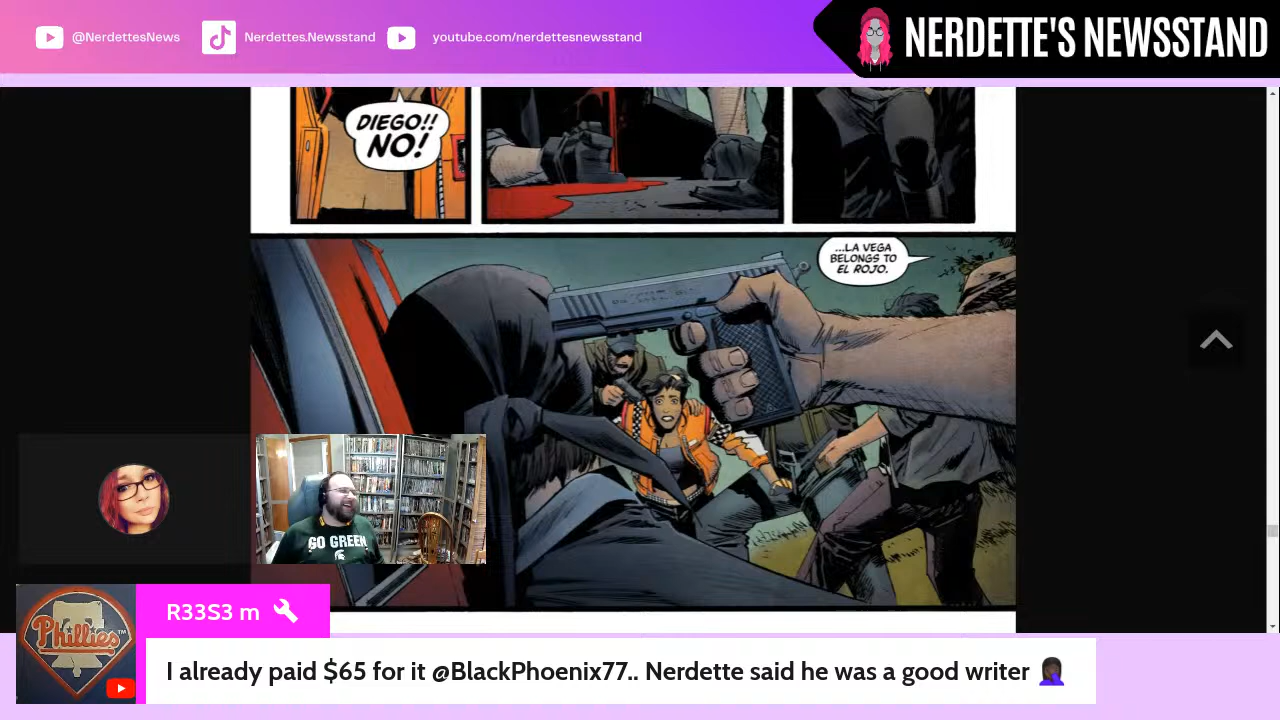 @NerdettesNews
Nerdettes.Newsstand
youtube.com/nerdettesnewsstand
NERDETTE'S NEWSSTAND
DIEGO!!
NO!
...LA VEGA
BELONGS TO
EL ROJO.
GO GREEN
Phillies
R33S3 m
I already paid $65 for it @BlackPhoenix77.. Nerdette said he was a good writer 🤦🏿‍♀️